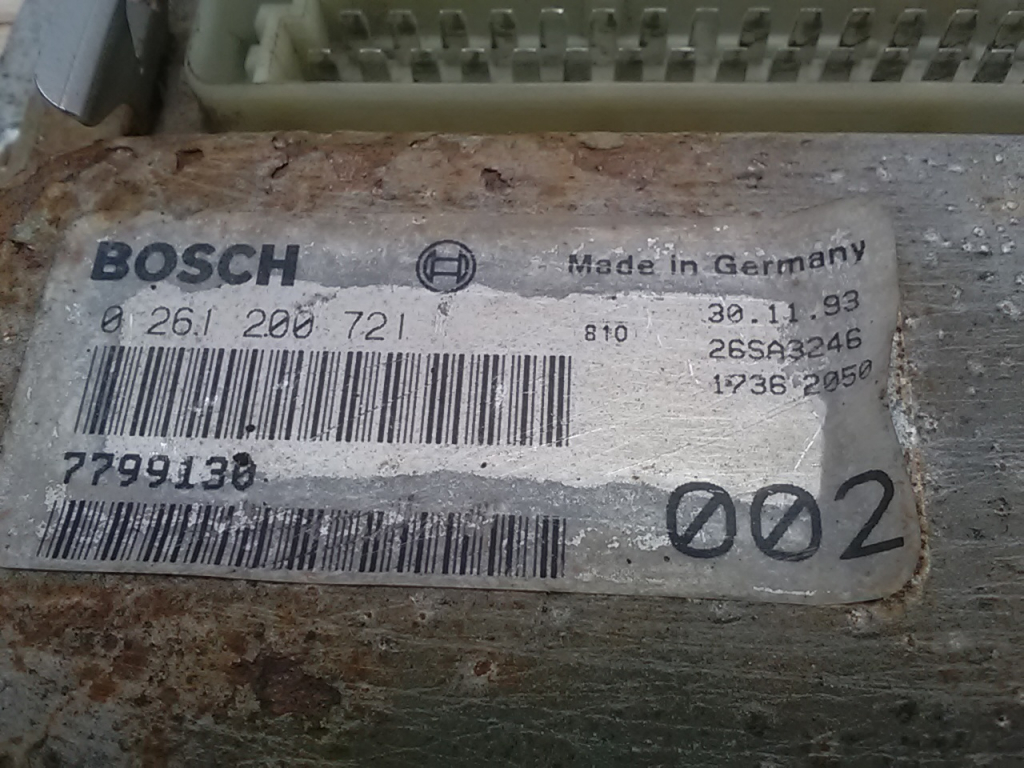 BOSCH
Made in Germany
0 261 200 721
810
30.11.93
26SA3246
1736 2050
7799130
002